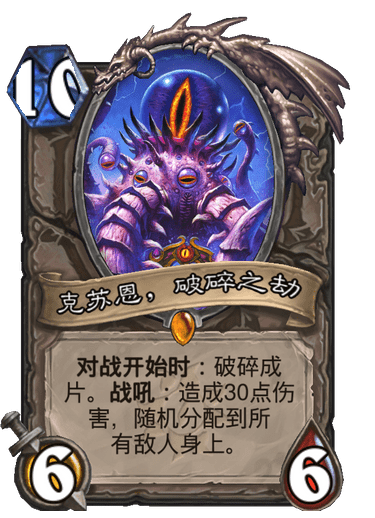 10
克苏恩，破碎之劫
对战开始时：破碎成
片。战吼：造成30点伤
害，随机分配到所
有敌人身上。
6
6